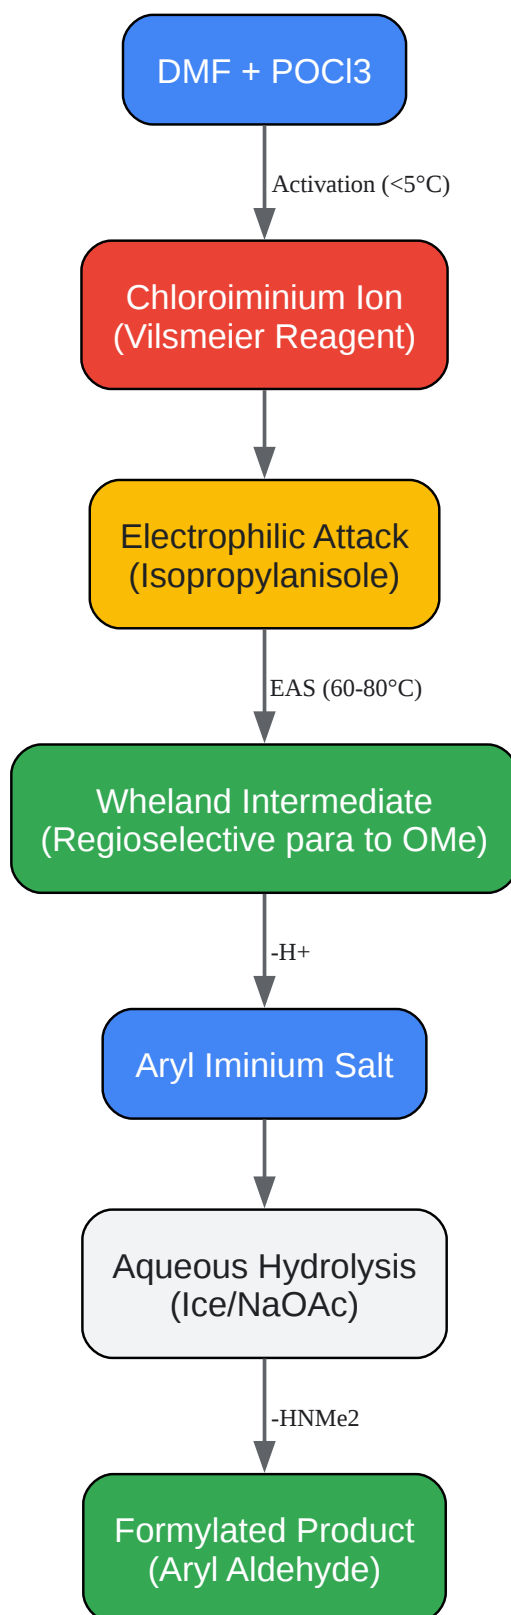 DMF + POCl3
Activation (<5°C)
Chloroiminium Ion
(Vilsmeier Reagent)
Electrophilic Attack
(Isopropylanisole)
EAS (60-80°C)
Wheland Intermediate
(Regioselective para to OMe)
-H+
Aryl Iminium Salt
Aqueous Hydrolysis
(Ice/NaOAc)
-HNMe2
Formylated Product
(Aryl Aldehyde)